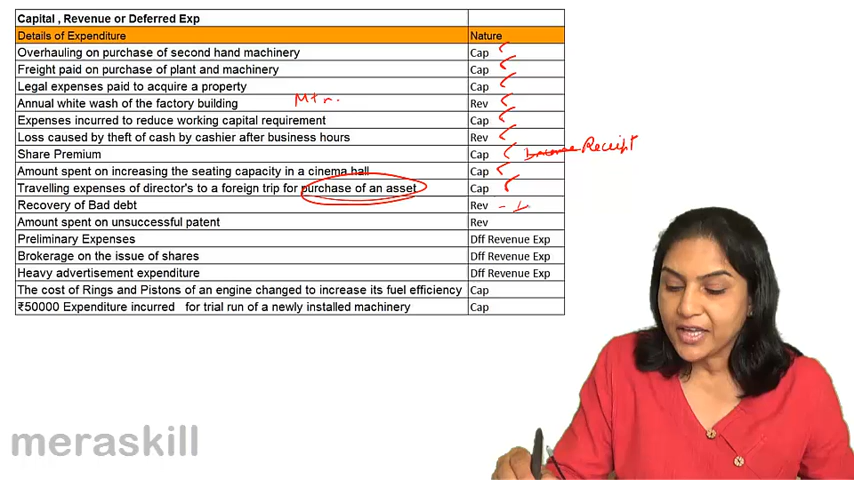 Capital , Revenue or Deferred Exp
Details of Expenditure Nature
Overhauling on purchase of second hand machinery Cap
Freight paid on purchase of plant and machinery Cap
Legal expenses paid to acquire a property Cap
Annual white wash of the factory building Mtn. Rev
Expenses incurred to reduce working capital requirement Cap
Loss caused by theft of cash by cashier after business hours Rev
Share Premium Cap Receipt
Amount spent on increasing the seating capacity in a cinema hall Cap
Travelling expenses of director's to a foreign trip for purchase of an asset Cap
Recovery of Bad debt Rev
Amount spent on unsuccessful patent Rev
Preliminary Expenses Dff Revenue Exp
Brokerage on the issue of shares Dff Revenue Exp
Heavy advertisement expenditure Dff Revenue Exp
The cost of Rings and Pistons of an engine changed to increase its fuel efficiency Cap
₹50000 Expenditure incurred for trial run of a newly installed machinery Cap
meraskill